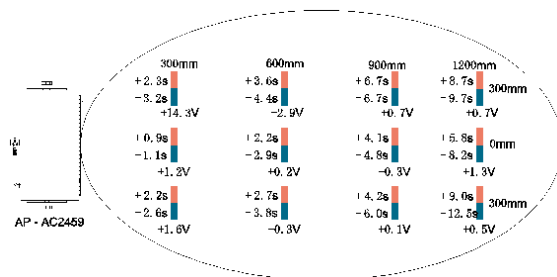 300mm 600mm 900mm 1200mm
+2.3s +3.6s +6.7s +8.7s 300mm
-3.2s -4.4s -6.7s -9.7s
+14.3V -2.9V +0.7V +0.7V
+0.9s +2.2s +4.1s +5.8s 0mm
-1.1s -2.9s -4.8s -8.2s
+1.2V +0.2V -0.3V +1.3V
+2.2s +2.7s +4.2s +9.0s 300mm
-2.6s -3.8s -6.0s -12.5s
+1.6V -0.3V +0.1V +0.5V
AP - AC2459